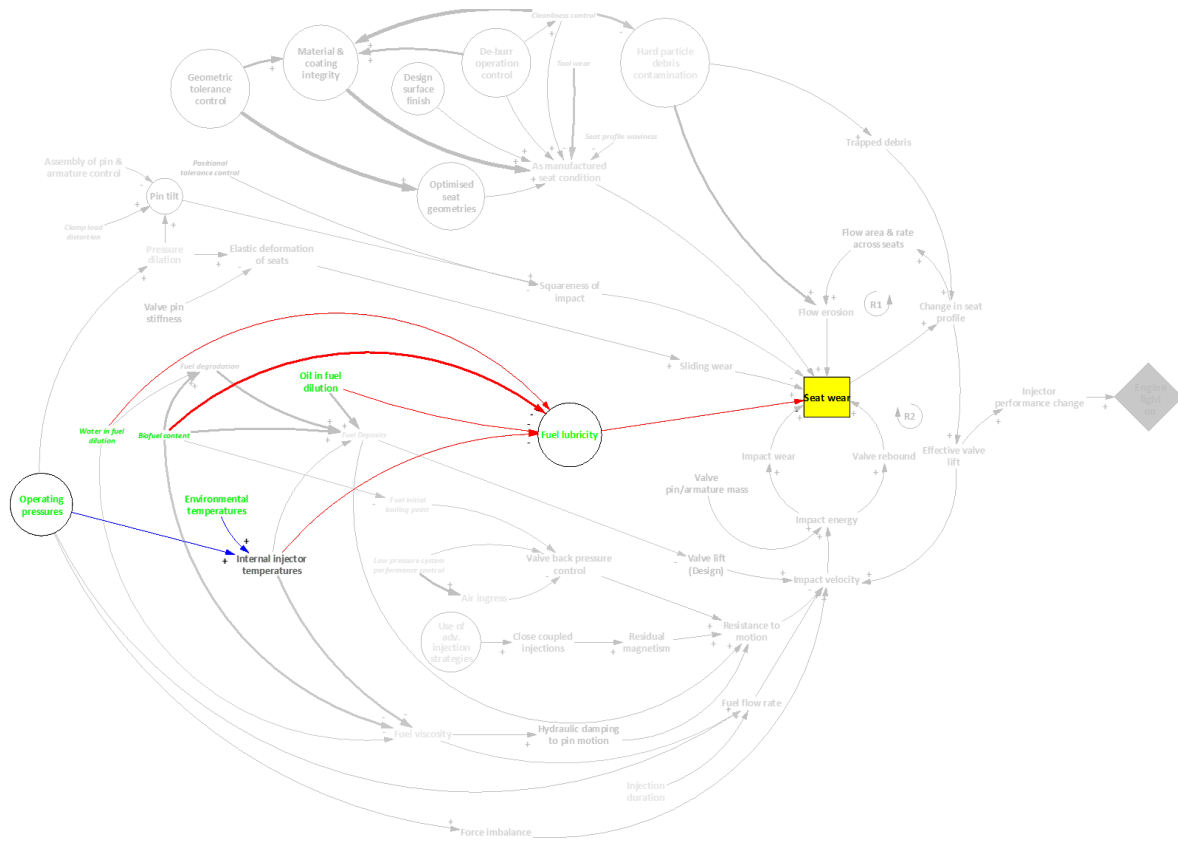 Cleanliness control
Material &
coating
integrity
De-burr
operation
control
Hard particle
debris
contamination
Geometric
tolerance
control
Design
surface
finish
Tool wear
Seat profile waviness
Trapped debris
Assembly of pin &
armature control
Positional
tolerance control
As manufactured
seat condition
Pin tilt
Optimised
seat
geometries
Clamp load
distortion
Flow area & rate
across seats
Pressure
dilation
Elastic deformation
of seats
Squareness of
impact
Valve pin
stiffness
R1
Flow erosion
Change in seat
profile
Fuel degradation
Oil in fuel
dilution
Sliding wear
Seat wear
Injector
performance change
Engine
light
on
R2
Water in fuel
dilution
Biofuel content
Fuel Deposits
Fuel lubricity
Impact wear
Valve rebound
Effective valve
lift
Operating
pressures
Environmental
temperatures
Valve
pin/armature mass
Fuel initial
boiling point
Impact energy
Internal injector
temperatures
Low pressure system
performance control
Valve back pressure
control
Valve lift
(Design)
Impact velocity
Air ingress
Use of
adv.
injection
strategies
Close coupled
injections
Residual
magnetism
Resistance to
motion
Fuel flow rate
Fuel viscosity
Hydraulic damping
to pin motion
Injection
duration
Force imbalance